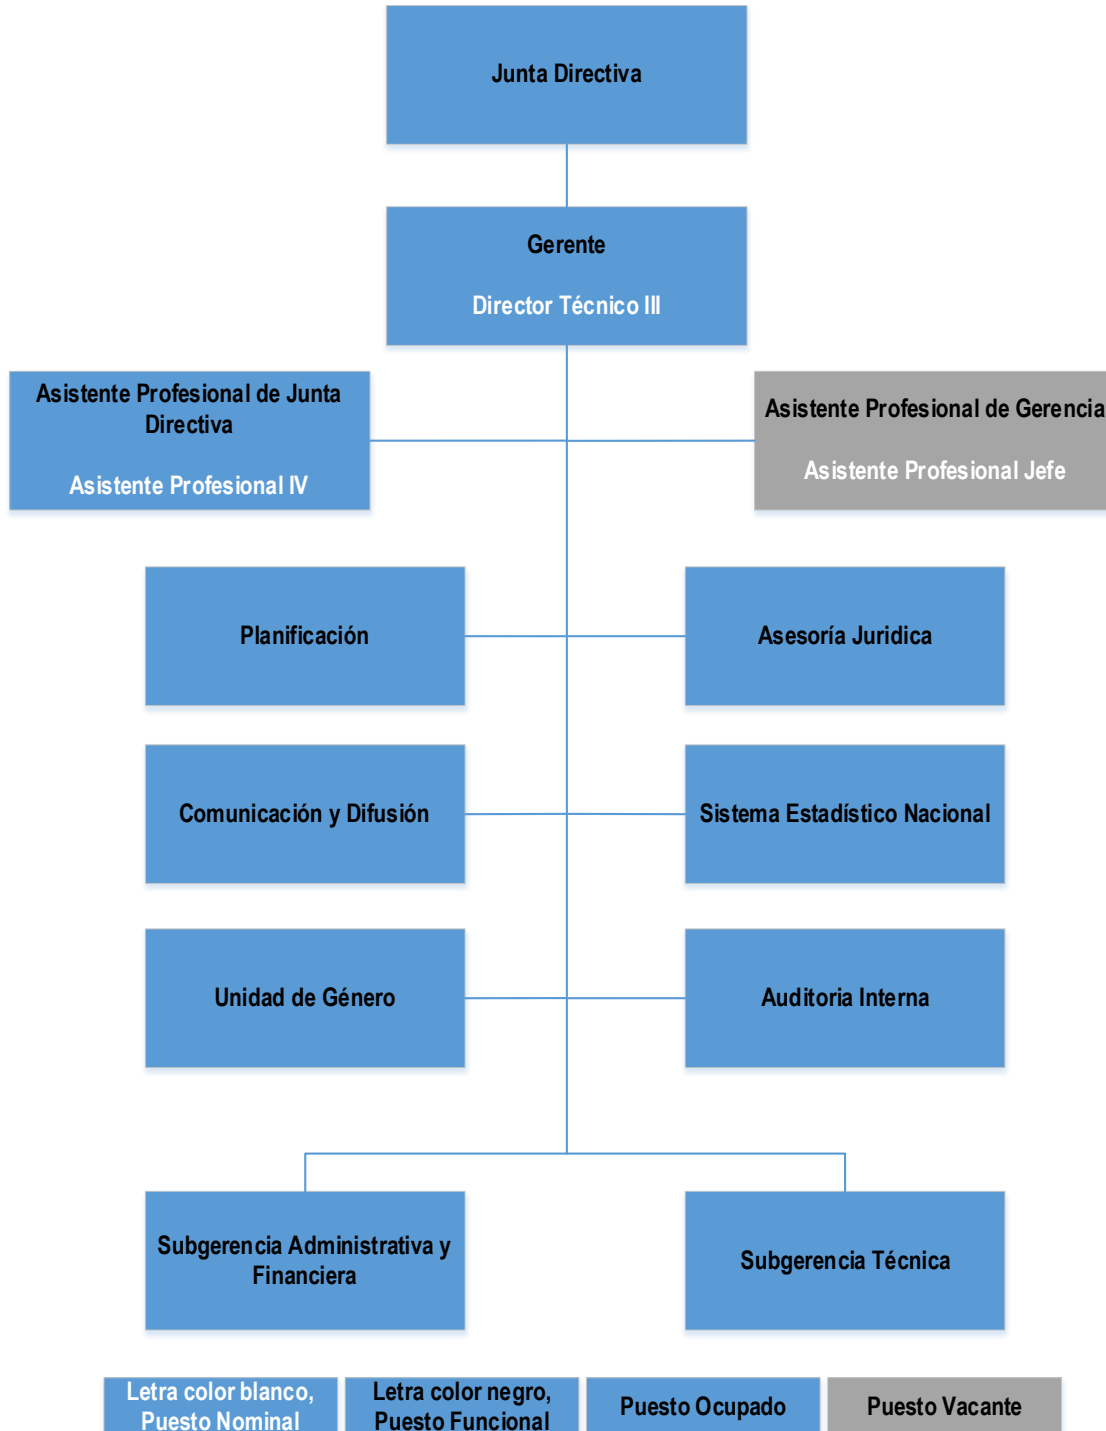 Junta Directiva
Gerente
Director Técnico III
Asistente Profesional de Junta
Directiva
Asistente Profesional IV
Asistente Profesional de Gerencia
Asistente Profesional Jefe
Planificación
Asesoría Juridica
Comunicación y Difusión
Sistema Estadístico Nacional
Unidad de Género
Auditoria Interna
Subgerencia Administrativa y
Financiera
Subgerencia Técnica
Letra color blanco,
Puesto Nominal
Letra color negro,
Puesto Funcional
Puesto Ocupado
Puesto Vacante